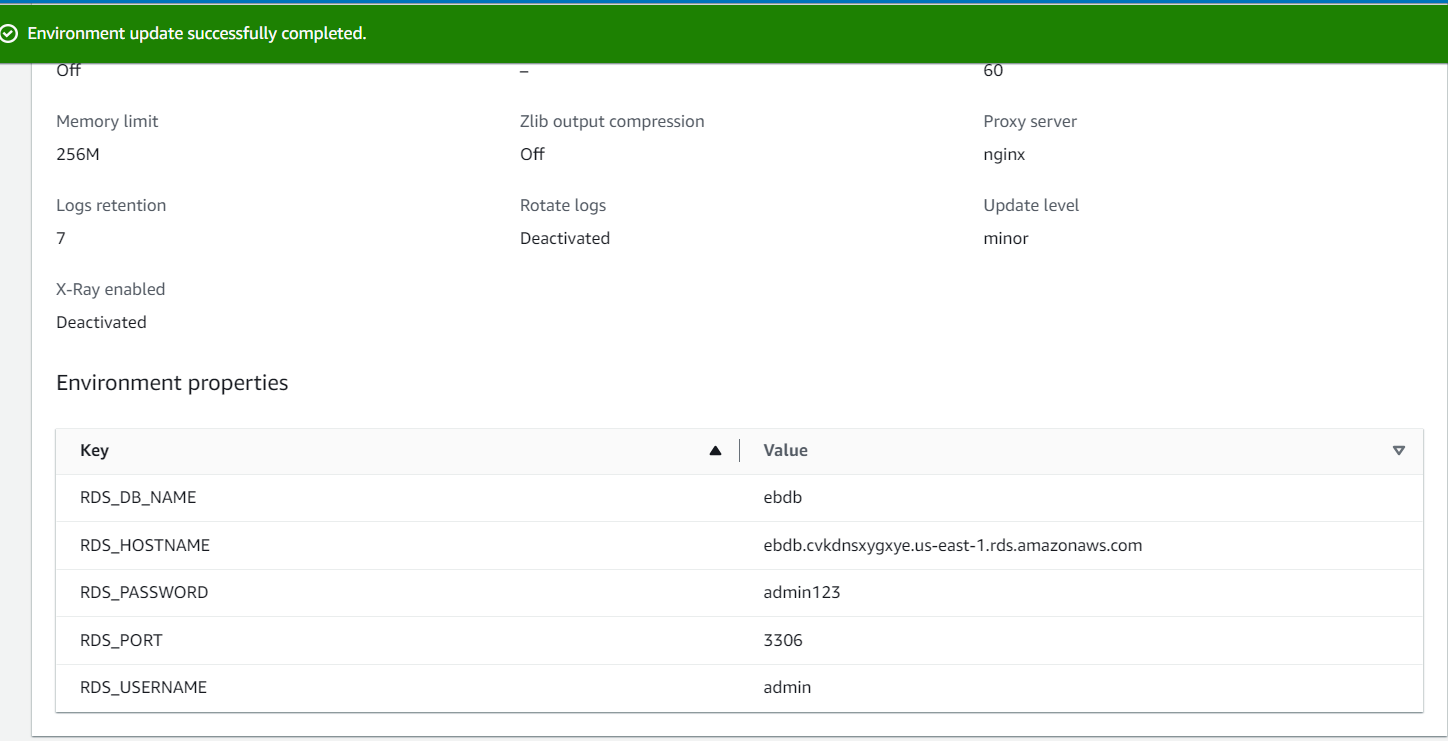 Environment update successfully completed.
Off – 60
Memory limit Zlib output compression Proxy server
256M Off nginx
Logs retention Rotate logs Update level
7 Deactivated minor
X-Ray enabled
Deactivated
Environment properties
Key Value
RDS_DB_NAME ebdb
RDS_HOSTNAME ebdb.cvkdnsxygxye.us-east-1.rds.amazonaws.com
RDS_PASSWORD admin123
RDS_PORT 3306
RDS_USERNAME admin